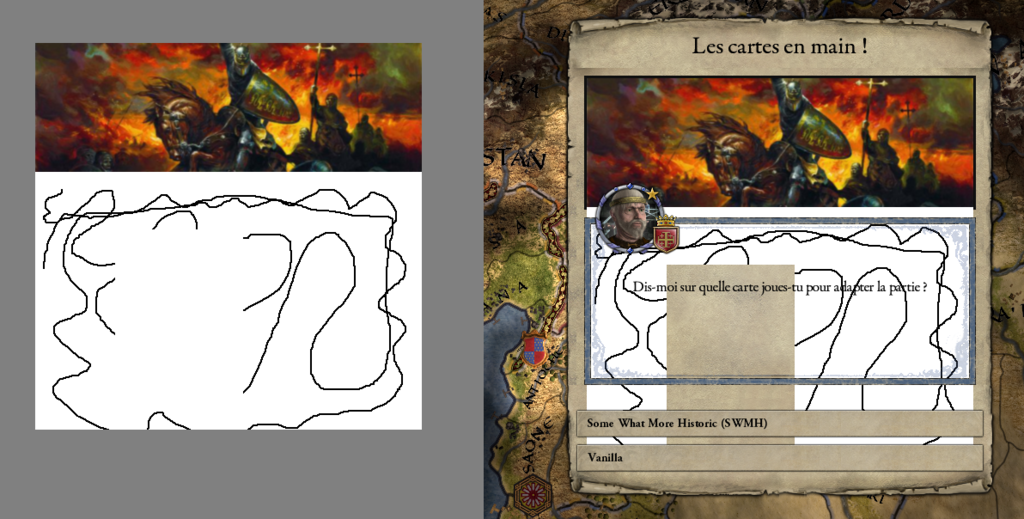 Les cartes en main !
STAN
Dis-moi sur quelle carte joues-tu pour adapter la partie ?
Some What More Historic (SWMH)
Vanilla